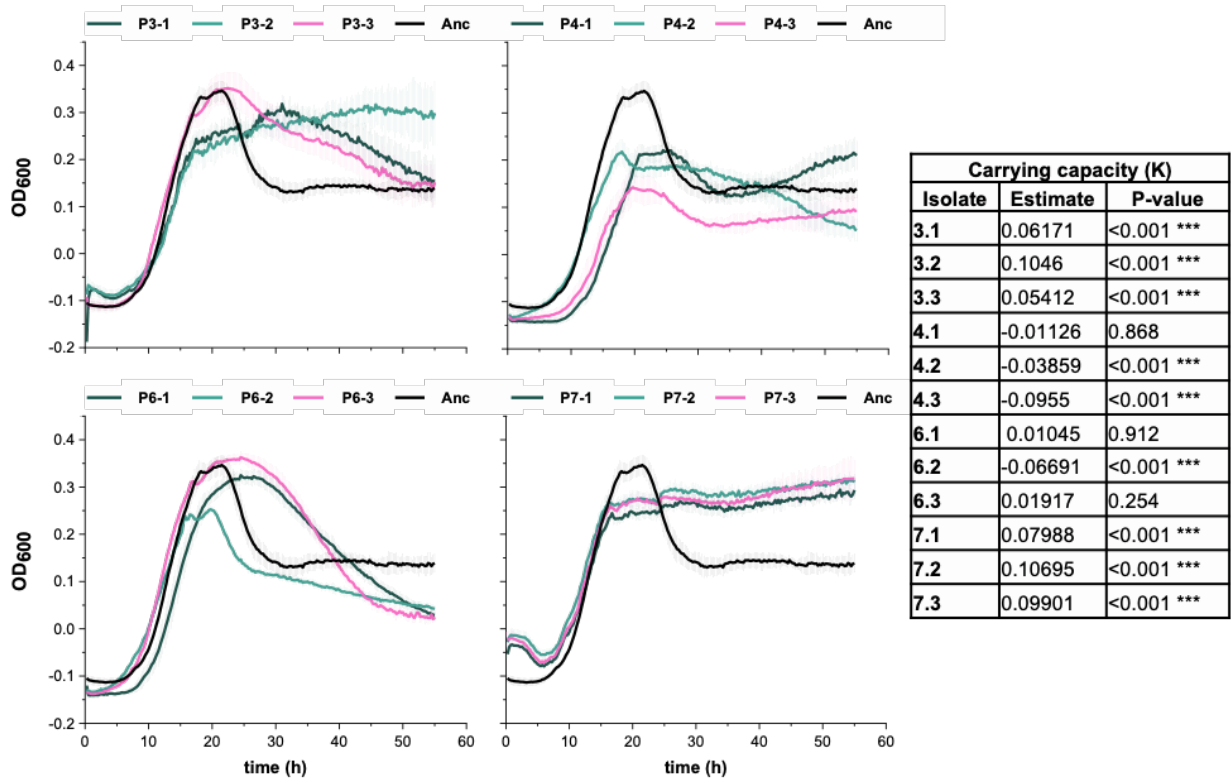 P3-1 P3-2 P3-3 Anc
P4-1 P4-2 P4-3 Anc
OD600
0.4
0.3
0.2
0.1
0.0
-0.1
-0.2
P6-1 P6-2 P6-3 Anc
P7-1 P7-2 P7-3 Anc
OD600
0.4
0.3
0.2
0.1
0.0
-0.1
-0.2
0 10 20 30 40 50 60
0 10 20 30 40 50 60
time (h)
time (h)
Carrying capacity (K)
Isolate Estimate P-value
3.1 0.06171 <0.001 ***
3.2 0.1046 <0.001 ***
3.3 0.05412 <0.001 ***
4.1 -0.01126 0.868
4.2 -0.03859 <0.001 ***
4.3 -0.0955 <0.001 ***
6.1 0.01045 0.912
6.2 -0.06691 <0.001 ***
6.3 0.01917 0.254
7.1 0.07988 <0.001 ***
7.2 0.10695 <0.001 ***
7.3 0.09901 <0.001 ***